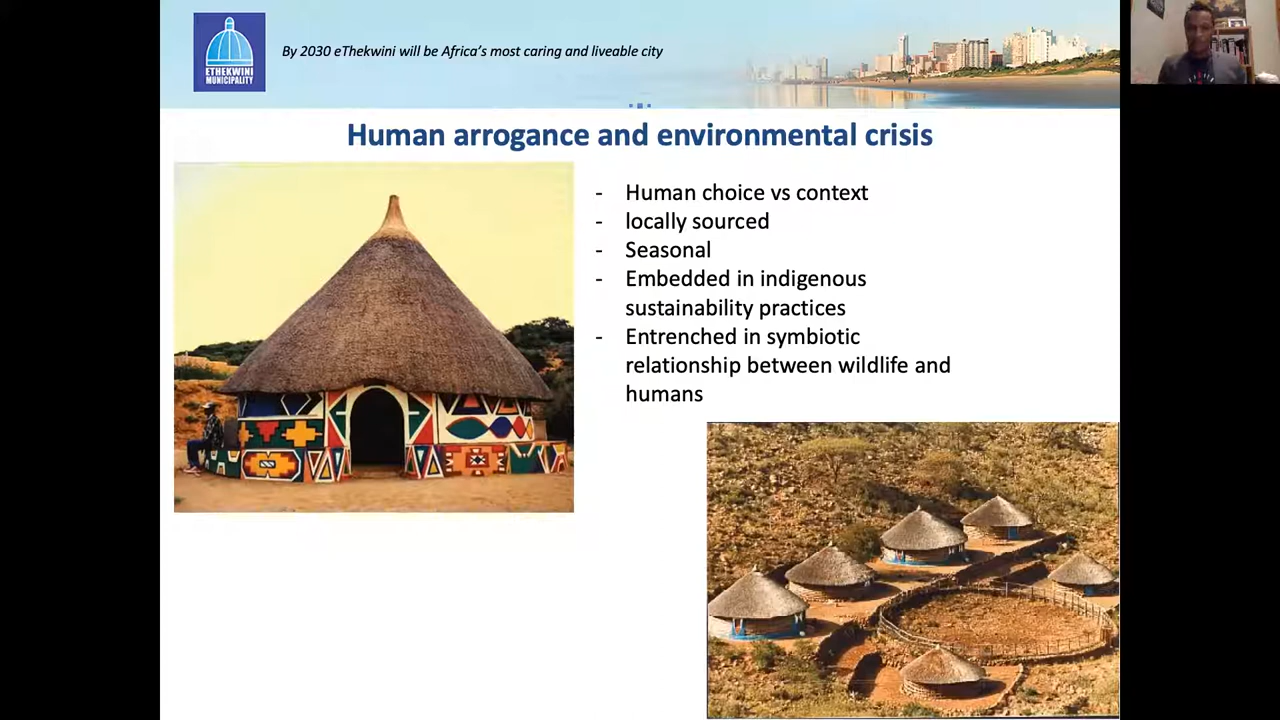 ETHEKWINI
MUNICIPALITY
By 2030 eThekwini will be Africa's most caring and liveable city
Human arrogance and environmental crisis
- Human choice vs context
- locally sourced
- Seasonal
- Embedded in indigenous
sustainability practices
- Entrenched in symbiotic
relationship between wildlife and
humans